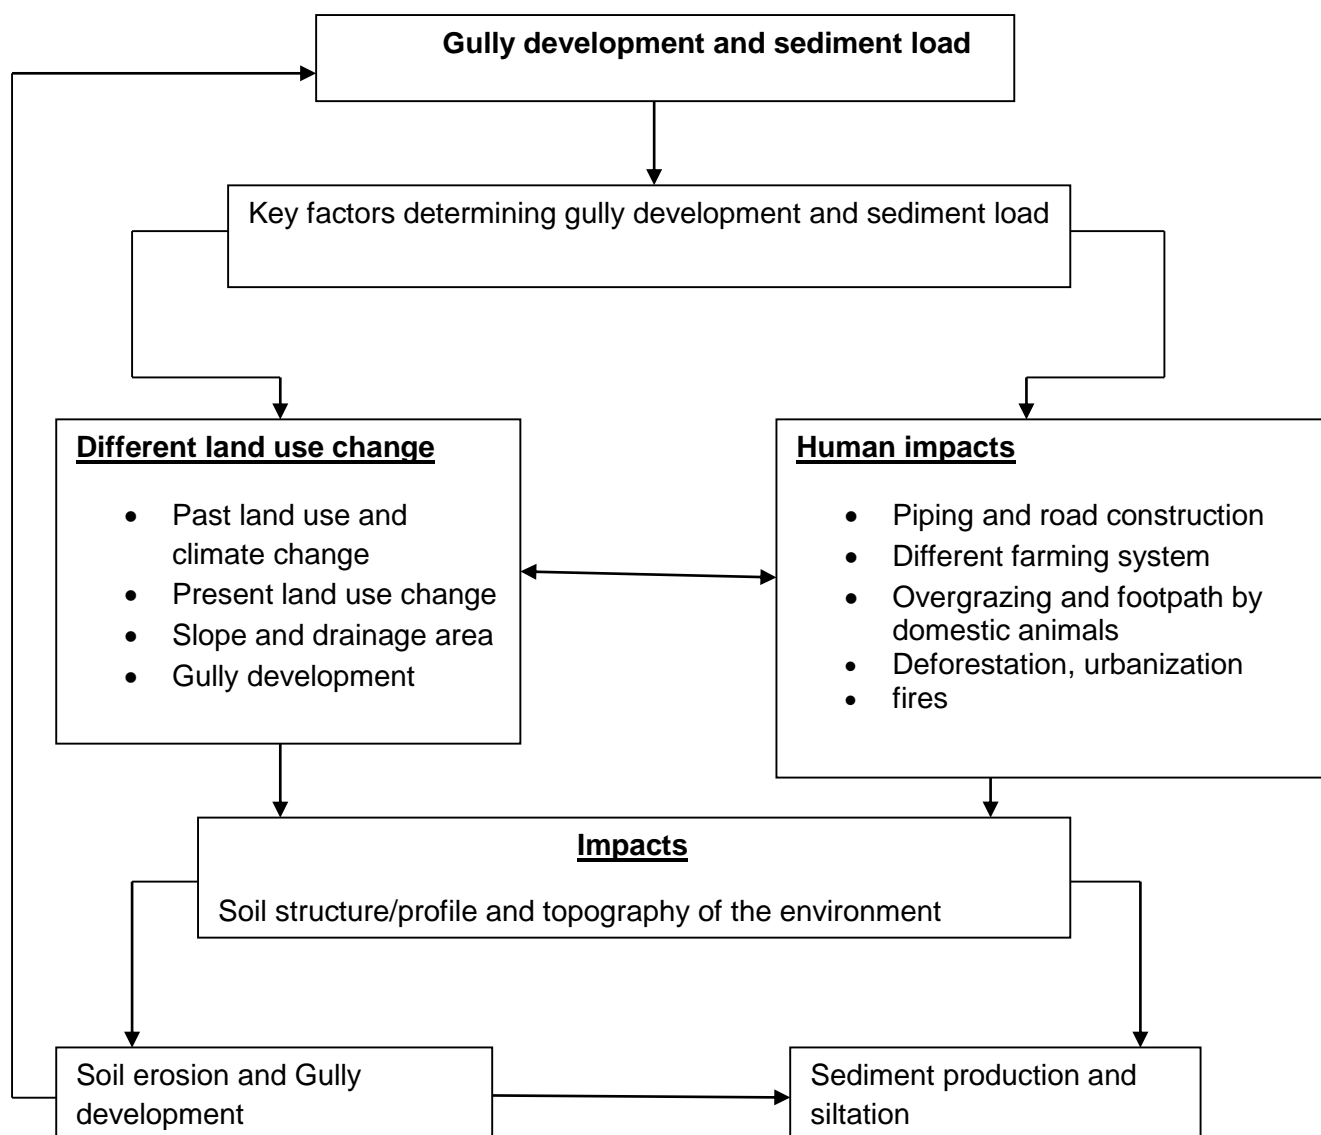 Gully development and sediment load
Key factors determining gully development and sediment load
Different land use change
• Past land use and
climate change
• Present land use change
• Slope and drainage area
• Gully development
Human impacts
• Piping and road construction
• Different farming system
• Overgrazing and footpath by
domestic animals
• Deforestation, urbanization
• fires
Impacts
Soil structure/profile and topography of the environment
Soil erosion and Gully
development
Sediment production and
siltation